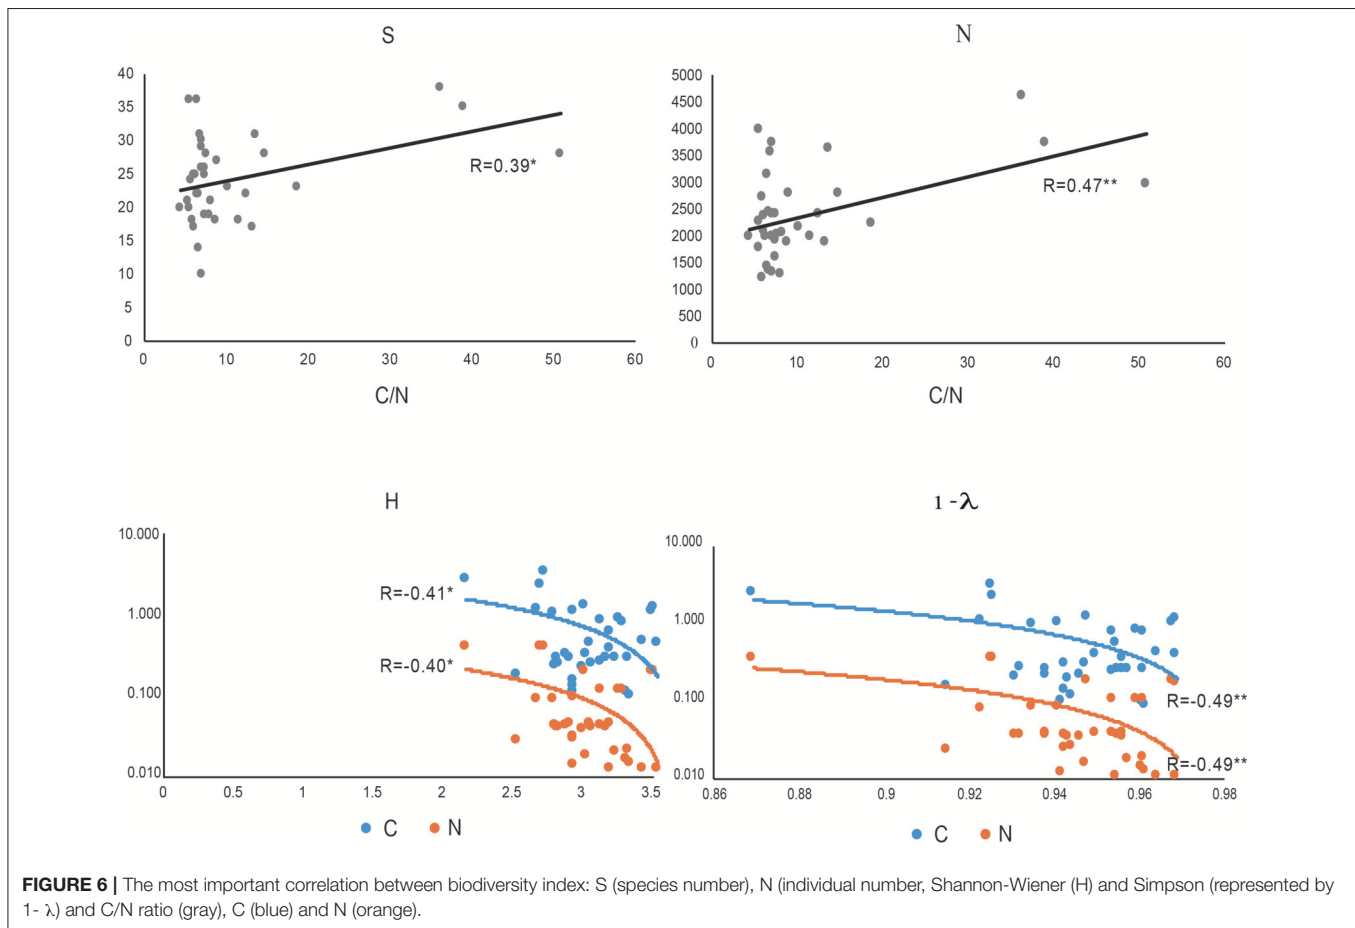 S
40
35
30
25
20
15
10
5
0
0 10 20 30 40 50 60
R=0.39*
C/N
N
5000
4500
4000
3500
3000
2500
2000
1500
1000
500
0
0 10 20 30 40 50 60
R=0.47**
C/N
H
10.000
1.000
0.100
0.010
0 0.5 1 1.5 2 2.5 3 3.5
R=-0.41*
R=-0.40*
C N
1-λ
10.000
1.000
0.100
0.010
0.86 0.88 0.9 0.92 0.94 0.96 0.98
R=-0.49**
R=-0.49**
C N
FIGURE 6 | The most important correlation between biodiversity index: S (species number), N (individual number, Shannon-Wiener (H) and Simpson (represented by
1- λ) and C/N ratio (gray), C (blue) and N (orange).